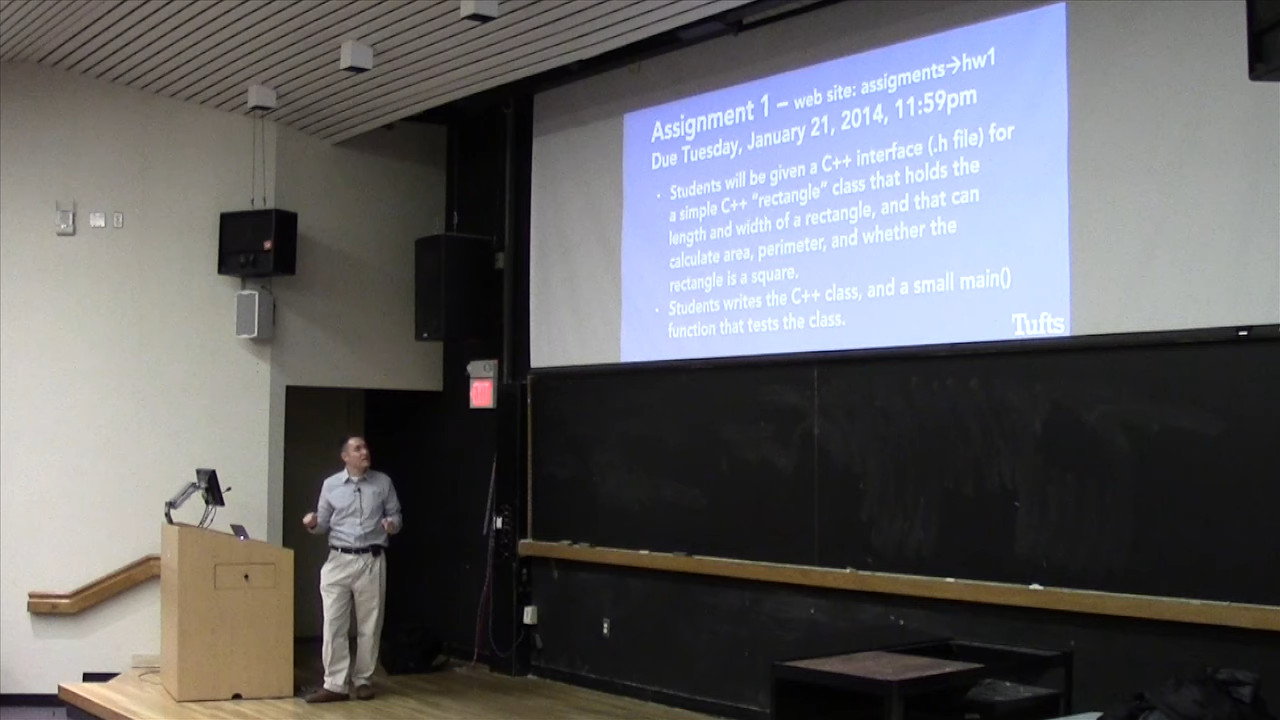 Assignment 1 – web site: assigments→hw1
Due Tuesday, January 21, 2014, 11:59pm
• Students will be given a C++ interface (.h file) for
a simple C++ “rectangle” class that holds the
length and width of a rectangle, and that can
calculate area, perimeter, and whether the
rectangle is a square.
• Students writes the C++ class, and a small main()
function that tests the class.
Tufts